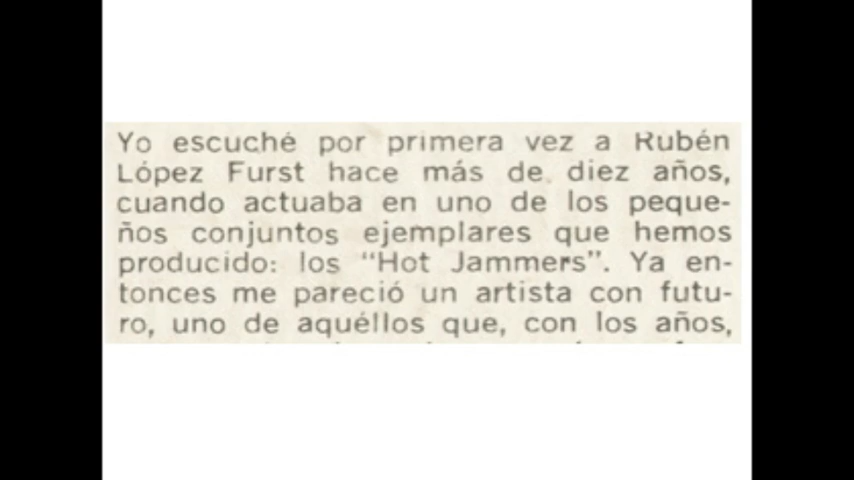 Yo escuché por primera vez a Rubén
López Furst hace más de diez años,
cuando actuaba en uno de los peque-
ños conjuntos ejemplares que hemos
producido: los “Hot Jammers”. Ya en-
tonces me pareció un artista con futu-
ro, uno de aquéllos que, con los años,